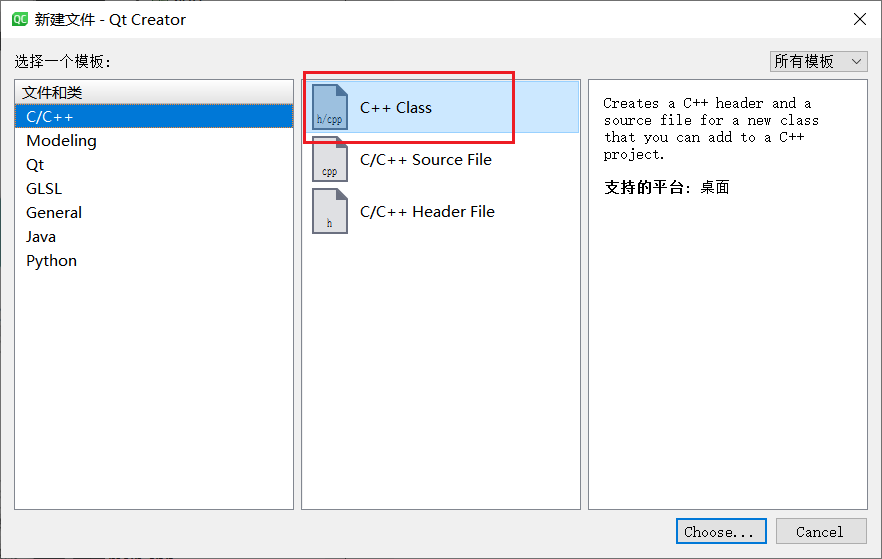 QC 新建文件 - Qt Creator
选择一个模板:
所有模板
文件和类
C/C++
Modeling
Qt
GLSL
General
Java
Python
h/cpp
C++ Class
cpp
C/C++ Source File
h
C/C++ Header File
Creates a C++ header and a
source file for a new class
that you can add to a C++
project.
支持的平台: 桌面
Choose...
Cancel